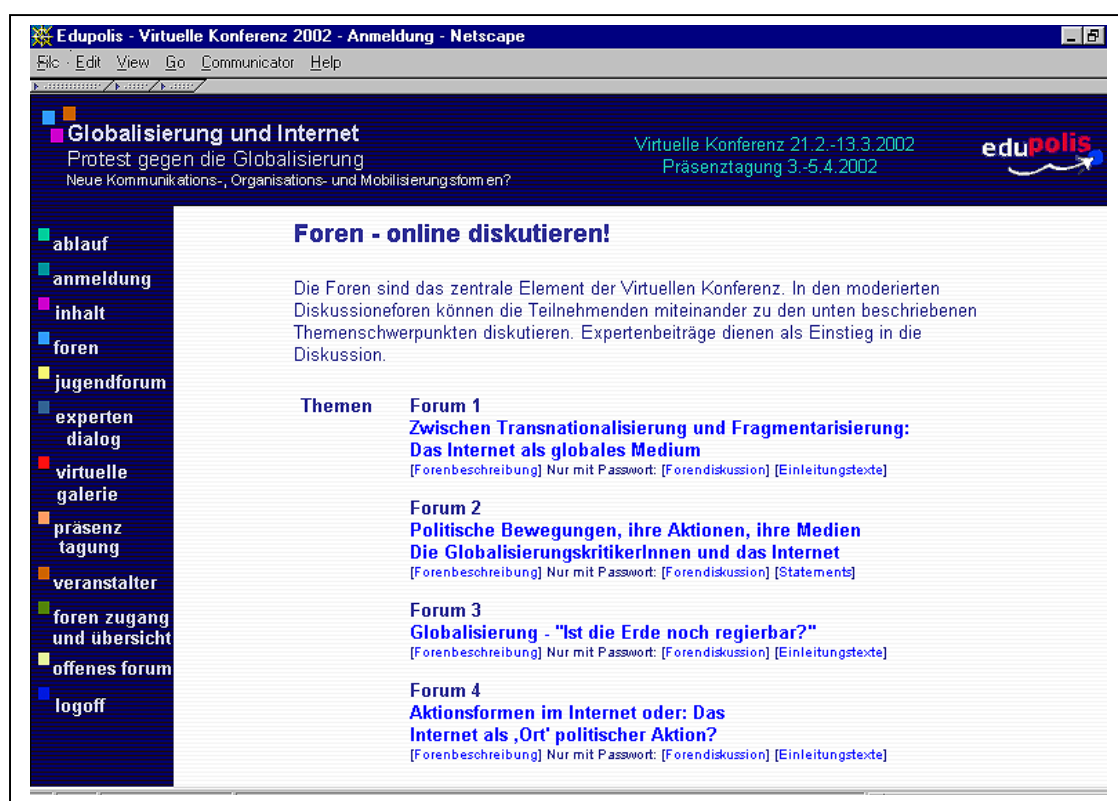 Edupolis - Virtuelle Konferenz 2002 - Anmeldung - Netscape
File Edit View Go Communicator Help
Globalisierung und Internet
Protest gegen die Globalisierung
Neue Kommunikations-, Organisations- und Mobilisierungsformen?
Virtuelle Konferenz 21.2.-13.3.2002
Präsenztagung 3.-5.4.2002
edupolis
ablauf
anmeldung
inhalt
foren
jugendforum
experten
dialog
virtuelle
galerie
präsenz
tagung
veranstalter
foren zugang
und übersicht
offenes forum
logoff
Foren - online diskutieren!
Die Foren sind das zentrale Element der Virtuellen Konferenz. In den moderierten
Diskussioneforen können die Teilnehmenden miteinander zu den unten beschriebenen
Themenschwerpunkten diskutieren. Expertenbeiträge dienen als Einstieg in die
Diskussion.
Themen Forum 1
Zwischen Transnationalisierung und Fragmentarisierung:
Das Internet als globales Medium
[Forenbeschreibung] Nur mit Passwort: [Forendiskussion] [Einleitungstexte]
Forum 2
Politische Bewegungen, ihre Aktionen, ihre Medien
Die GlobalisierungskritikerInnen und das Internet
[Forenbeschreibung] Nur mit Passwort: [Forendiskussion] [Statements]
Forum 3
Globalisierung - "Ist die Erde noch regierbar?"
[Forenbeschreibung] Nur mit Passwort: [Forendiskussion] [Einleitungstexte]
Forum 4
Aktionsformen im Internet oder: Das
Internet als ‚Ort' politischer Aktion?
[Forenbeschreibung] Nur mit Passwort: [Forendiskussion] [Einleitungstexte]